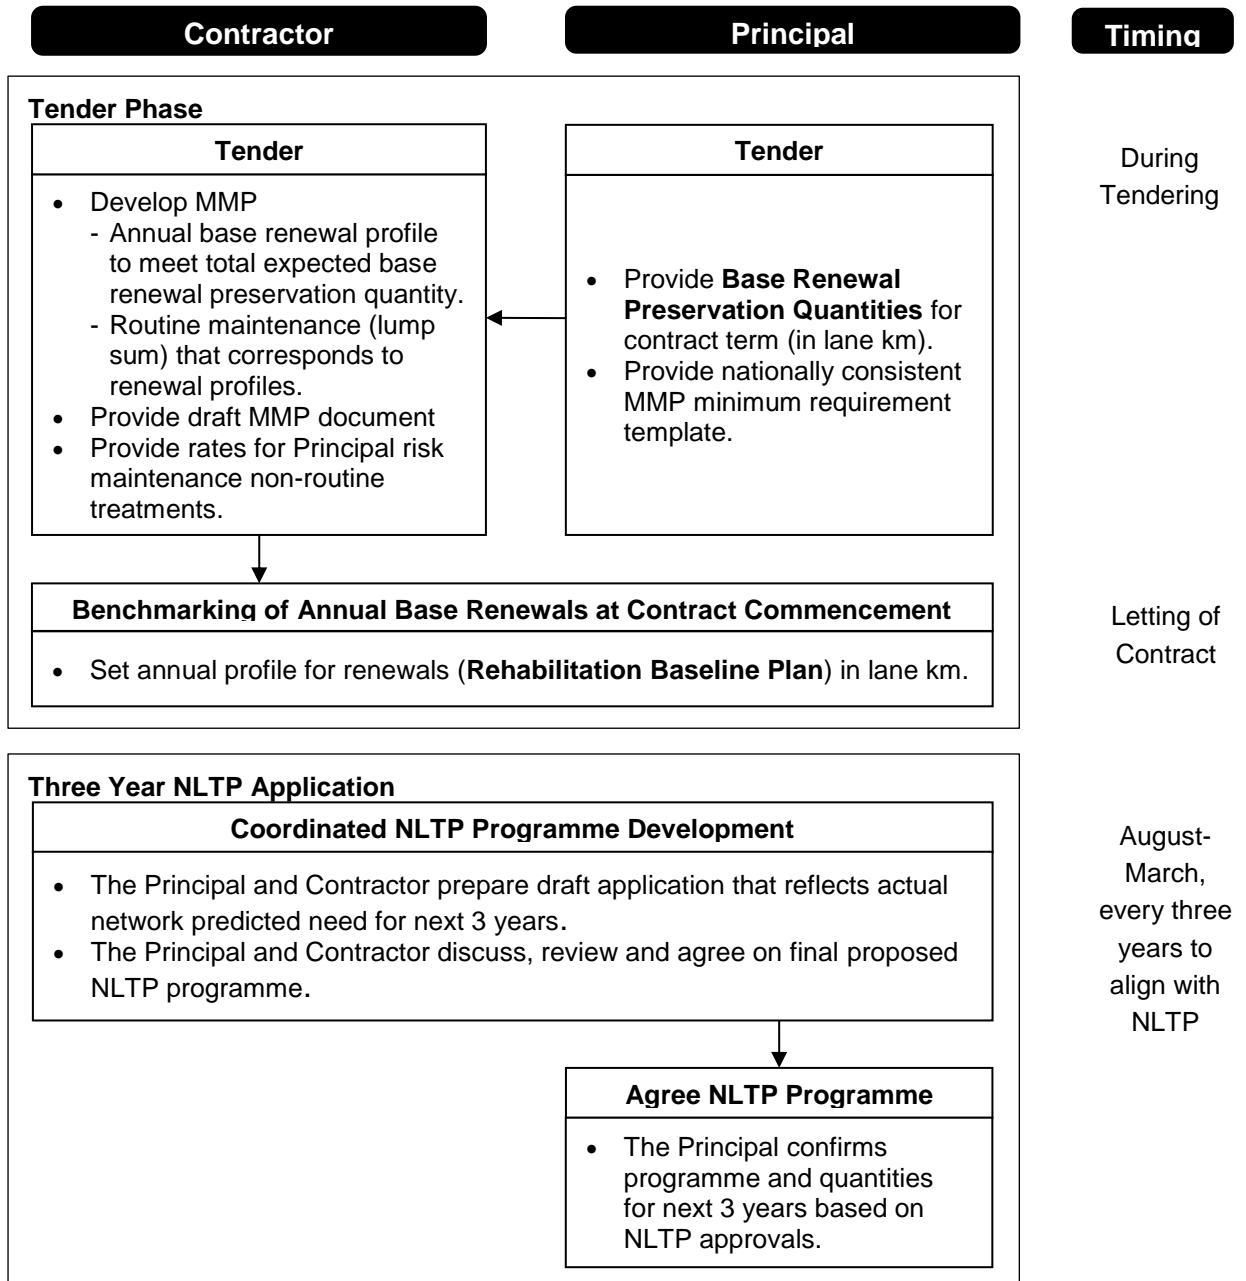 Contractor
Principal
Timing
Tender Phase
Tender
• Develop MMP
- Annual base renewal profile
to meet total expected base
renewal preservation quantity.
- Routine maintenance (lump
sum) that corresponds to
renewal profiles.
• Provide draft MMP document
• Provide rates for Principal risk
maintenance non-routine
treatments.
Tender
• Provide Base Renewal
Preservation Quantities for
contract term (in lane km).
• Provide nationally consistent
MMP minimum requirement
template.
During
Tendering
Benchmarking of Annual Base Renewals at Contract Commencement
• Set annual profile for renewals (Rehabilitation Baseline Plan) in lane km.
Letting of
Contract
Three Year NLTP Application
Coordinated NLTP Programme Development
• The Principal and Contractor prepare draft application that reflects actual
network predicted need for next 3 years.
• The Principal and Contractor discuss, review and agree on final proposed
NLTP programme.
August-
March,
every three
years to
align with
NLTP
Agree NLTP Programme
• The Principal confirms
programme and quantities
for next 3 years based on
NLTP approvals.